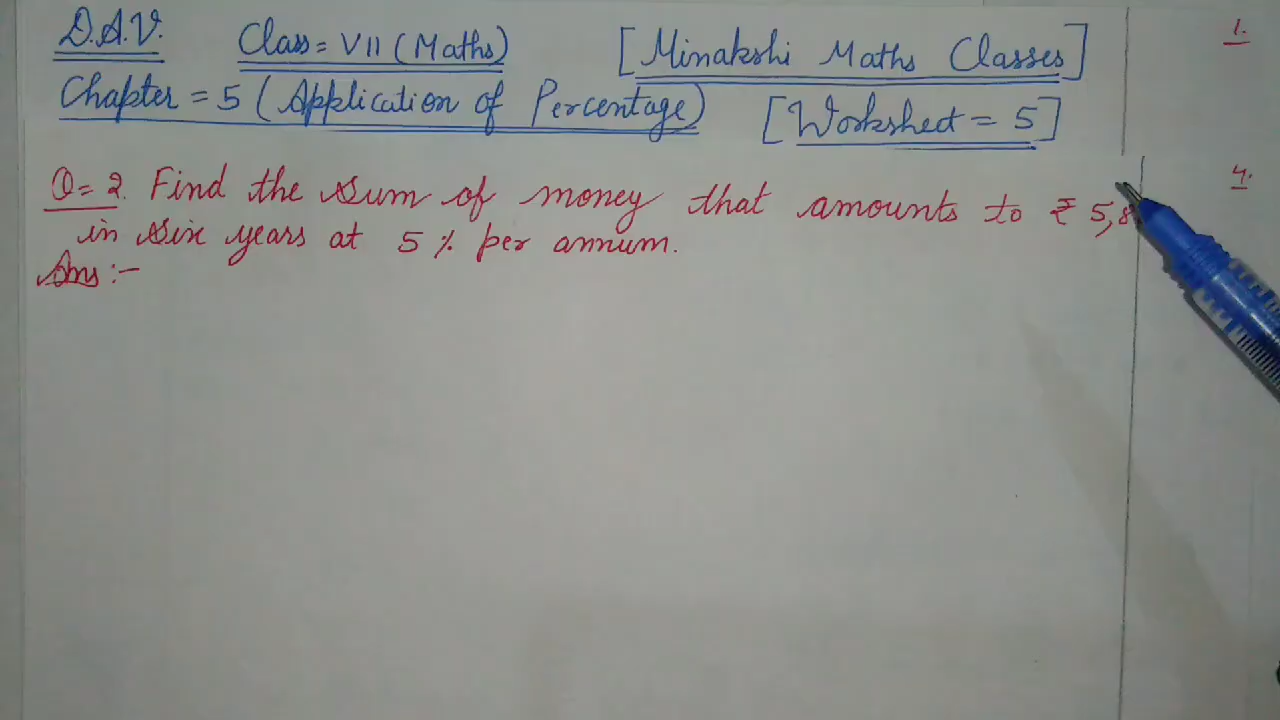 D.A.V. Class = VII (Maths) [Minakshi Maths Classes]
Chapter = 5 (Application of Percentage) [Worksheet = 5]
Q=2. Find the sum of money that amounts to ₹
in six years at 5 % per annum.
Ans :-
1.
4.